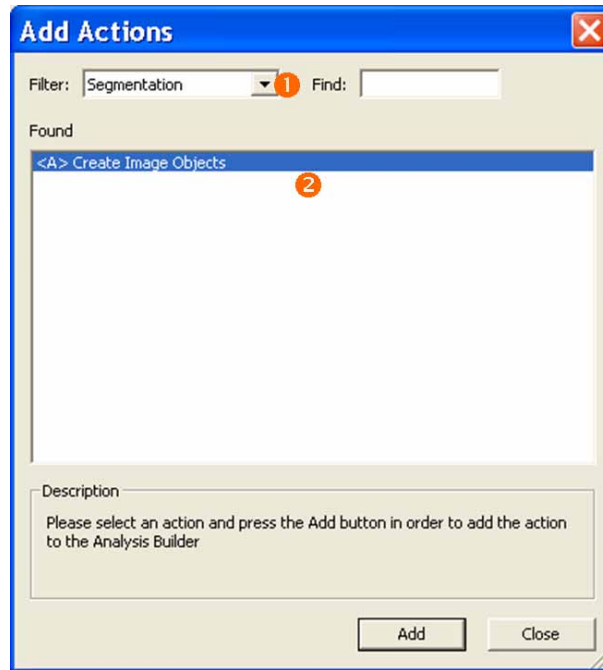 Add Actions
Filter: Segmentation 1 Find:
Found
<A> Create Image Objects
2
Description
Please select an action and press the Add button in order to add the action
to the Analysis Builder
Add Close